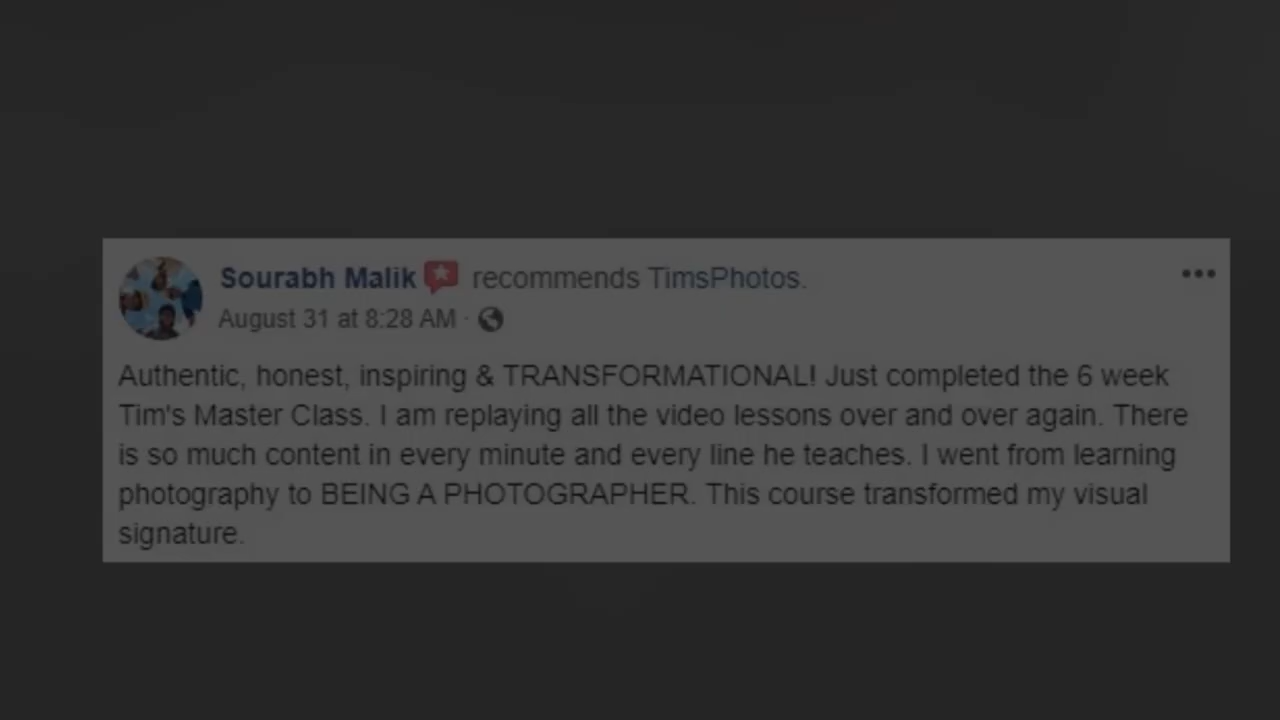 Sourabh Malik recommends TimsPhotos.
August 31 at 8:28 AM ·
Authentic, honest, inspiring & TRANSFORMATIONAL! Just completed the 6 week
Tim's Master Class. I am replaying all the video lessons over and over again. There
is so much content in every minute and every line he teaches. I went from learning
photography to BEING A PHOTOGRAPHER. This course transformed my visual
signature.